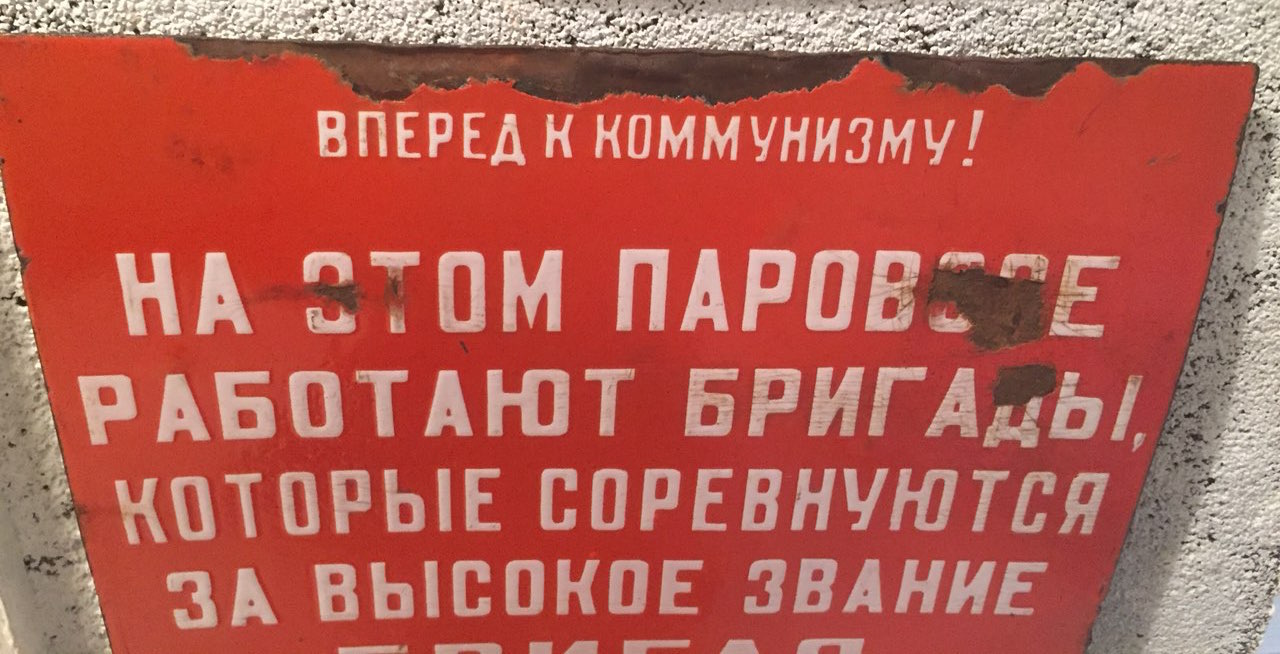 ВПЕРЕД К КОММУНИЗМУ!
НА ЭТОМ ПАРОВОЗЕ
РАБОТАЮТ БРИГАДЫ,
КОТОРЫЕ СОРЕВНУЮТСЯ
ЗА ВЫСОКОЕ ЗВАНИЕ